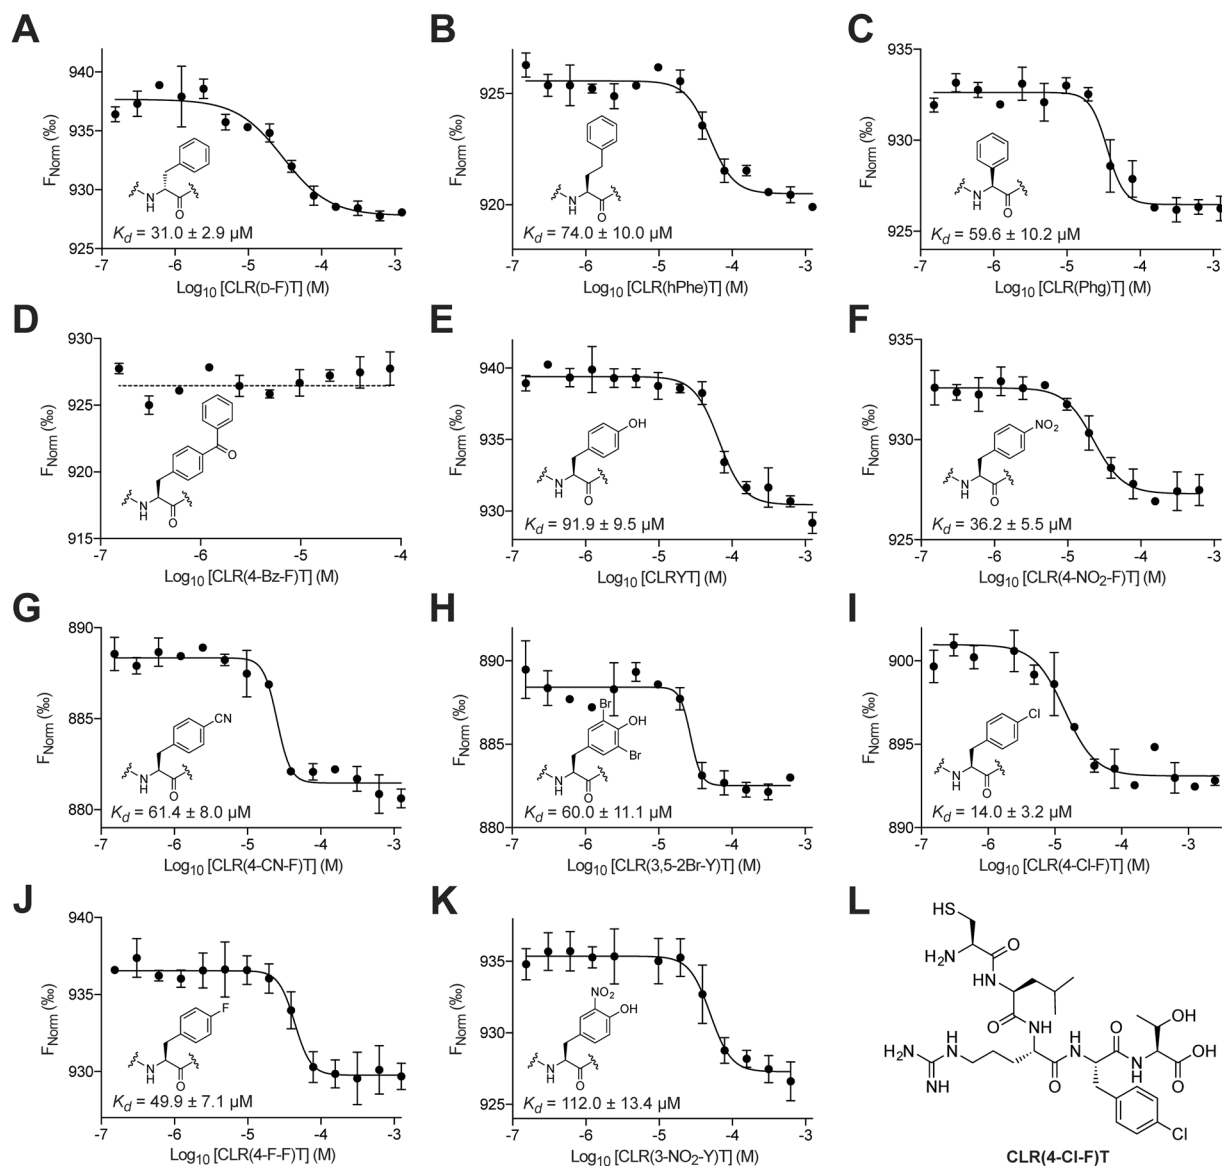 A
940
935
930
925
F_Norm (‰)
N
H
O
K_d = 31.0 ± 2.9 µM
-7 -6 -5 -4 -3
Log10 [CLR(D-F)T] (M)
B
925
920
F_Norm (‰)
N
H
O
K_d = 74.0 ± 10.0 µM
-7 -6 -5 -4 -3
Log10 [CLR(hPhe)T] (M)
C
935
930
925
F_Norm (‰)
N
H
O
K_d = 59.6 ± 10.2 µM
-7 -6 -5 -4 -3
Log10 [CLR(Phg)T] (M)
D
930
925
920
915
F_Norm (‰)
O
N
H
O
-7 -6 -5 -4
Log10 [CLR(4-Bz-F)T] (M)
E
940
935
930
F_Norm (‰)
OH
N
H
O
K_d = 91.9 ± 9.5 µM
-7 -6 -5 -4 -3
Log10 [CLRYT] (M)
F
935
930
925
F_Norm (‰)
NO2
N
H
O
K_d = 36.2 ± 5.5 µM
-7 -6 -5 -4 -3
Log10 [CLR(4-NO2-F)T] (M)
G
890
885
880
F_Norm (‰)
CN
N
H
O
K_d = 61.4 ± 8.0 µM
-7 -6 -5 -4 -3
Log10 [CLR(4-CN-F)T] (M)
H
890
885
880
F_Norm (‰)
Br
OH
Br
N
H
O
K_d = 60.0 ± 11.1 µM
-7 -6 -5 -4 -3
Log10 [CLR(3,5-2Br-Y)T] (M)
I
900
895
890
F_Norm (‰)
Cl
N
H
O
K_d = 14.0 ± 3.2 µM
-7 -6 -5 -4 -3
Log10 [CLR(4-Cl-F)T] (M)
J
940
935
930
F_Norm (‰)
F
N
H
O
K_d = 49.9 ± 7.1 µM
-7 -6 -5 -4 -3
Log10 [CLR(4-F-F)T] (M)
K
935
930
925
F_Norm (‰)
NO2
OH
N
H
O
K_d = 112.0 ± 13.4 µM
-7 -6 -5 -4 -3
Log10 [CLR(3-NO2-Y)T] (M)
L
HS
H2N
O
NH
O
NH
H2N
H
N
NH
O
H
N
O
N
H
OH
OH
O
Cl
CLR(4-Cl-F)T